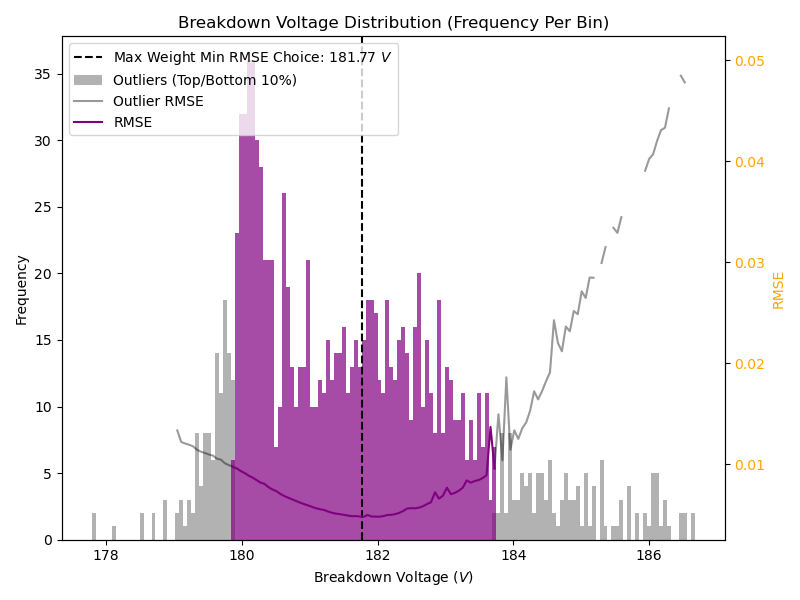 Breakdown Voltage Distribution (Frequency Per Bin)
Max Weight Min RMSE Choice: 181.77 V
Outliers (Top/Bottom 10%)
Outlier RMSE
RMSE
Frequency
35
30
25
20
15
10
5
0
178
180
182
184
186
Breakdown Voltage (V)
0.05
0.04
0.03
0.02
0.01
RMSE